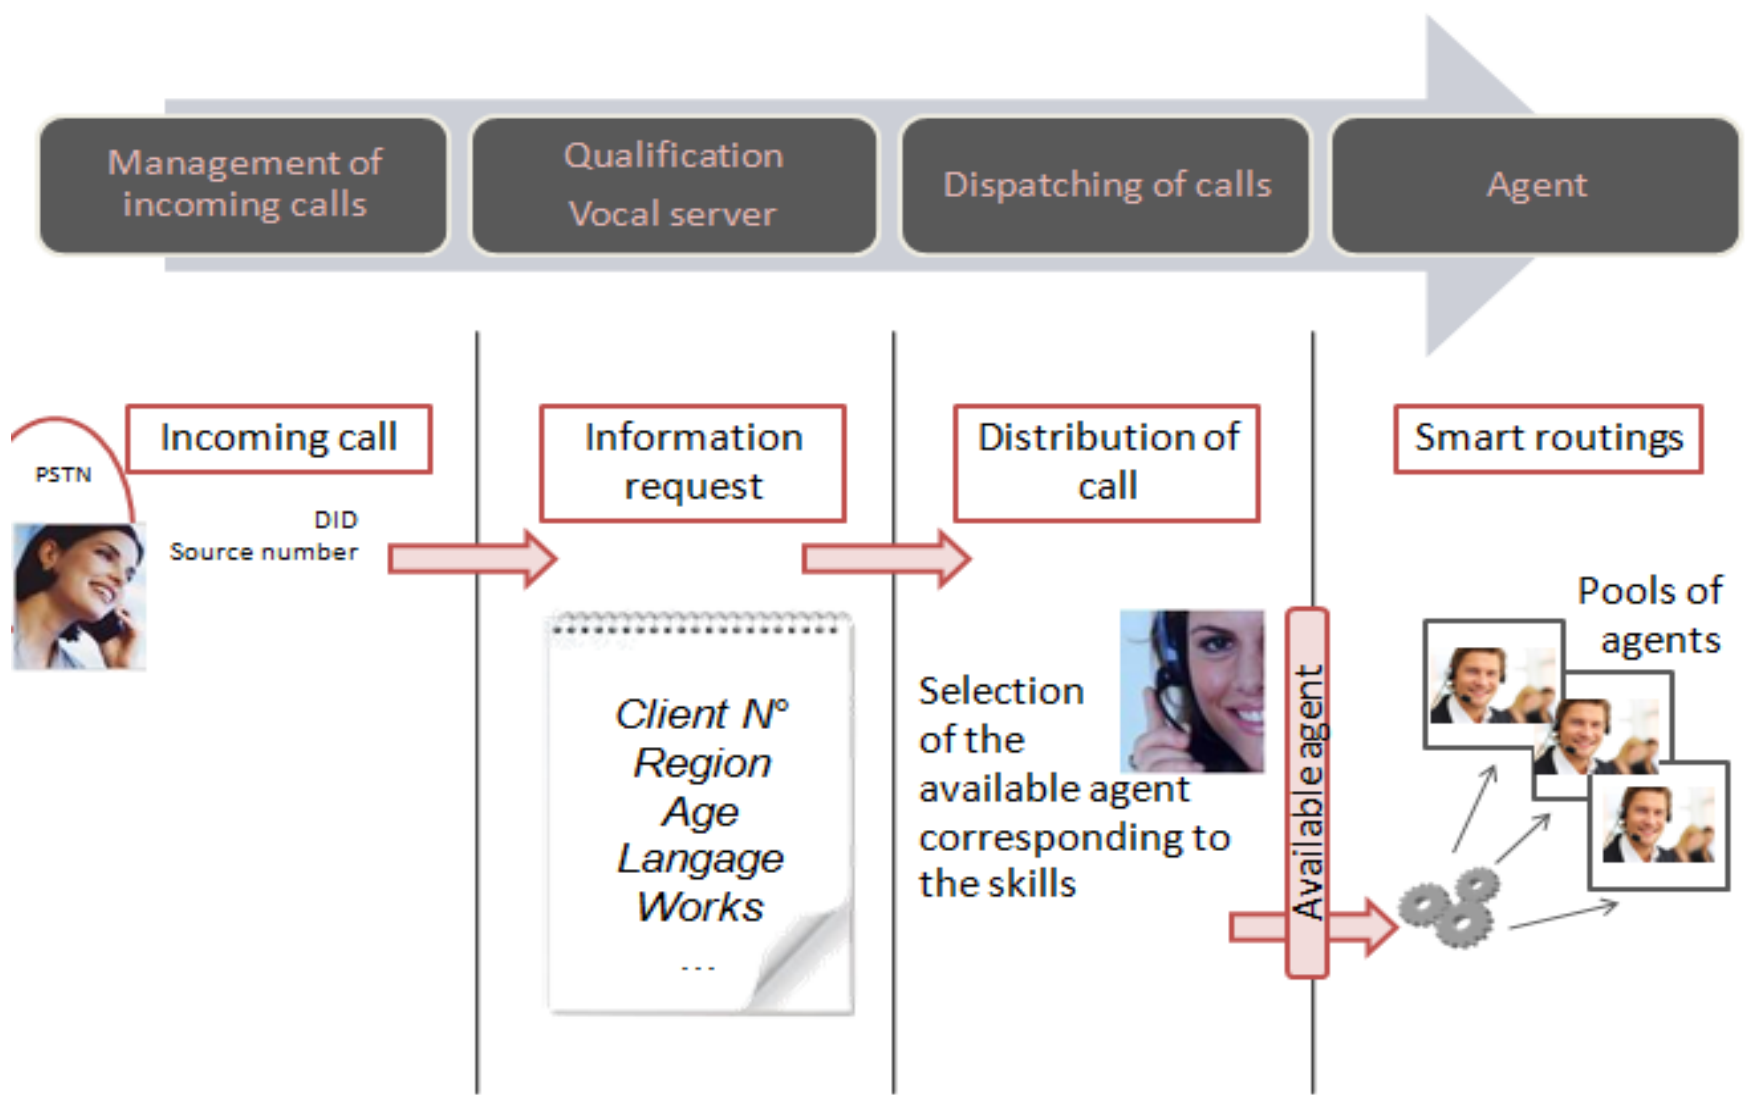 Management of
incoming calls
Qualification
Vocal server
Dispatching of calls
Agent
Incoming call
PSTN
DID
Source number
Information
request
Client N°
Region
Age
Langage
Works
...
Distribution of
call
Selection
of the
available agent
corresponding to
the skills
Available agent
Smart routings
Pools of
agents